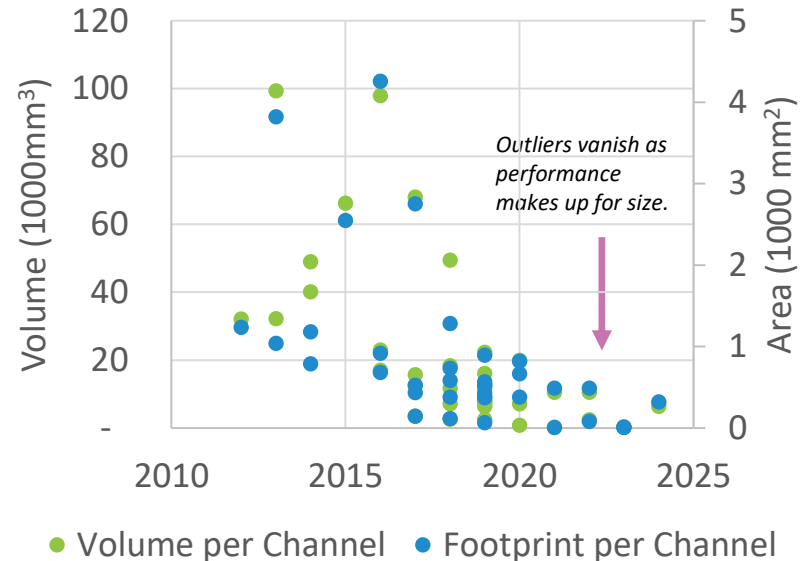 120
100
80
60
40
20
-
Volume (1000mm³)
5
4
3
2
1
0
Area (1000 mm²)
Outliers vanish as
performance
makes up for size.
2010 2015 2020 2025
Volume per Channel Footprint per Channel